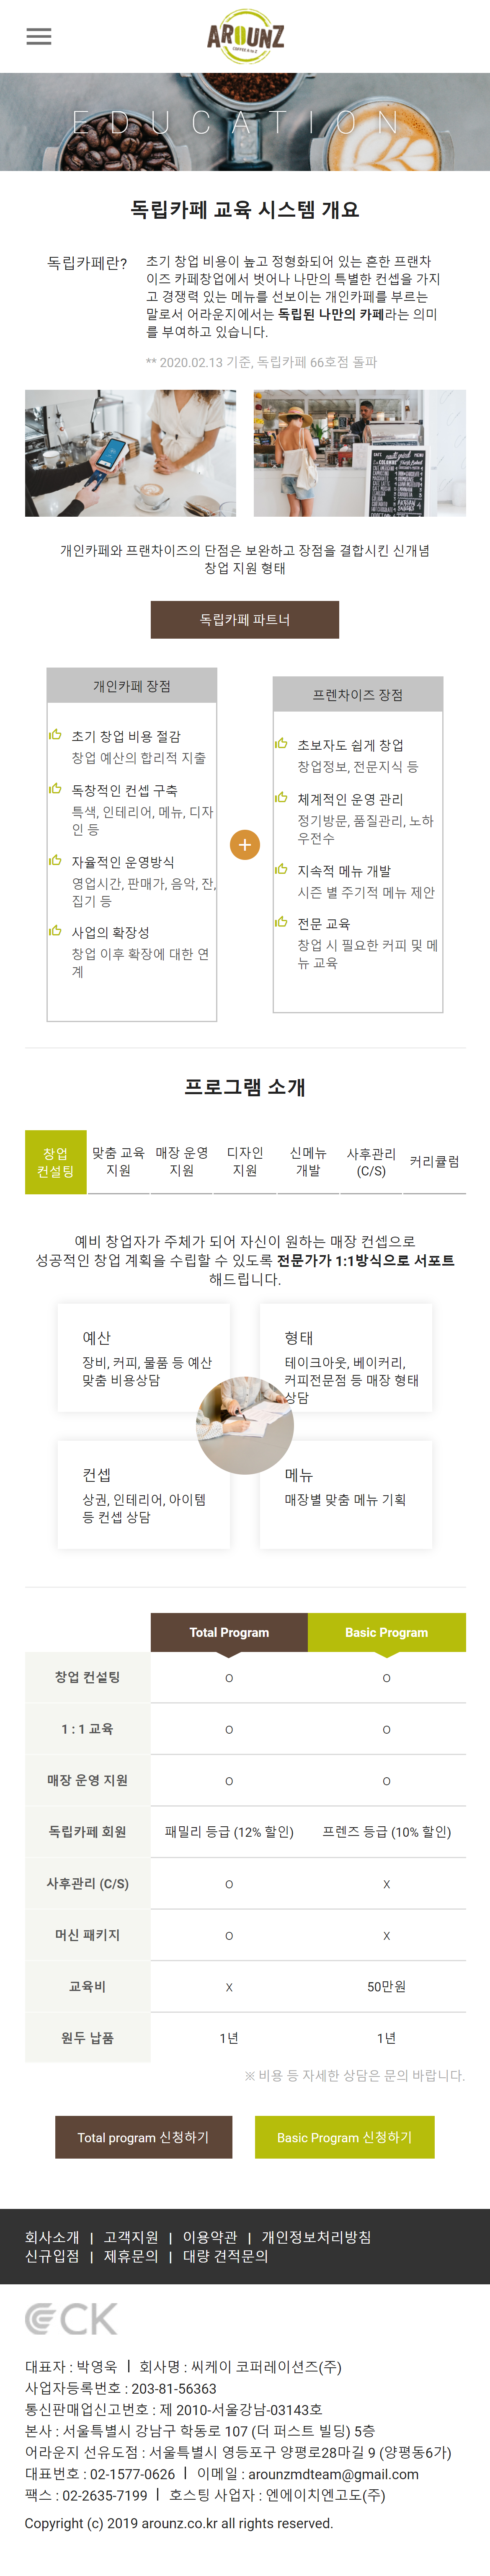 AROUNZ
COFFEE A to Z
EDUCATION
독립카페 교육 시스템 개요
독립카페란?
초기 창업 비용이 높고 정형화되어 있는 흔한 프랜차
이즈 카페창업에서 벗어나 나만의 특별한 컨셉을 가지
고 경쟁력 있는 메뉴를 선보이는 개인카페를 부르는
말로서 어라운지에서는 독립된 나만의 카페라는 의미
를 부여하고 있습니다.
** 2020.02.13 기준, 독립카페 66호점 돌파
개인카페와 프랜차이즈의 단점은 보완하고 장점을 결합시킨 신개념
창업 지원 형태
독립카페 파트너
개인카페 장점
초기 창업 비용 절감
창업 예산의 합리적 지출
독창적인 컨셉 구축
특색, 인테리어, 메뉴, 디자
인 등
자율적인 운영방식
영업시간, 판매가, 음악, 잔,
집기 등
사업의 확장성
창업 이후 확장에 대한 연
계
+
프렌차이즈 장점
초보자도 쉽게 창업
창업정보, 전문지식 등
체계적인 운영 관리
정기방문, 품질관리, 노하
우전수
지속적 메뉴 개발
시즌 별 주기적 메뉴 제안
전문 교육
창업 시 필요한 커피 및 메
뉴 교육
프로그램 소개
창업
컨설팅
맞춤 교육
지원
매장 운영
지원
디자인
지원
신메뉴
개발
사후관리
(C/S)
커리큘럼
예비 창업자가 주체가 되어 자신이 원하는 매장 컨셉으로
성공적인 창업 계획을 수립할 수 있도록 전문가가 1:1방식으로 서포트
해드립니다.
예산
장비, 커피, 물품 등 예산
맞춤 비용상담
형태
테이크아웃, 베이커리,
커피전문점 등 매장 형태
상담
컨셉
상권, 인테리어, 아이템
등 컨셉 상담
메뉴
매장별 맞춤 메뉴 기획
Total Program Basic Program
창업 컨설팅 O O
1 : 1 교육 O O
매장 운영 지원 O O
독립카페 회원 패밀리 등급 (12% 할인) 프렌즈 등급 (10% 할인)
사후관리 (C/S) O X
머신 패키지 O X
교육비 X 50만원
원두 납품 1년 1년
※ 비용 등 자세한 상담은 문의 바랍니다.
Total program 신청하기 Basic Program 신청하기
회사소개 | 고객지원 | 이용약관 | 개인정보처리방침
신규입점 | 제휴문의 | 대량 견적문의
CK
대표자 : 박영욱 | 회사명 : 씨케이 코퍼레이션즈(주)
사업자등록번호 : 203-81-56363
통신판매업신고번호 : 제 2010-서울강남-03143호
본사 : 서울특별시 강남구 학동로 107 (더 퍼스트 빌딩) 5층
어라운지 선유도점 : 서울특별시 영등포구 양평로28마길 9 (양평동6가)
대표번호 : 02-1577-0626 | 이메일 : arounzmdteam@gmail.com
팩스 : 02-2635-7199 | 호스팅 사업자 : 엔에이치엔고도(주)
Copyright (c) 2019 arounz.co.kr all rights reserved.